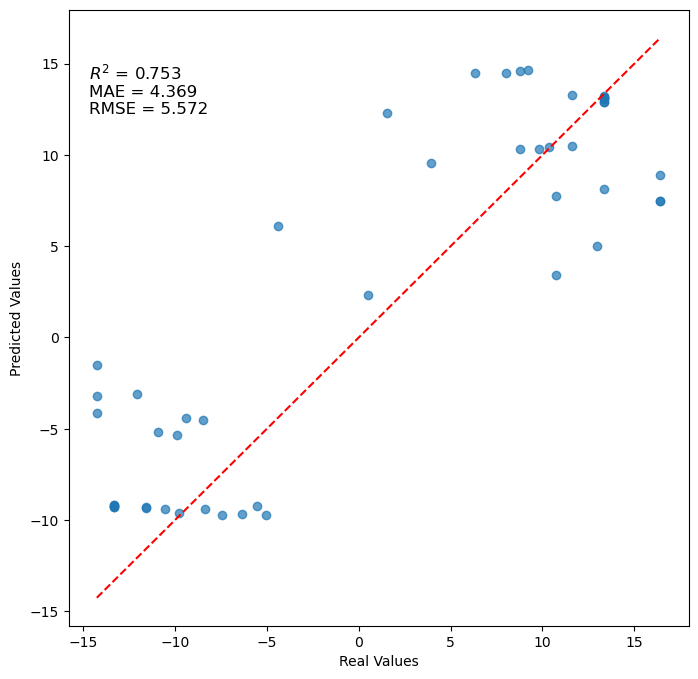 R² = 0.753
MAE = 4.369
RMSE = 5.572
Predicted Values
15
10
5
0
−5
−10
−15
−15
−10
−5
0
5
10
15
Real Values